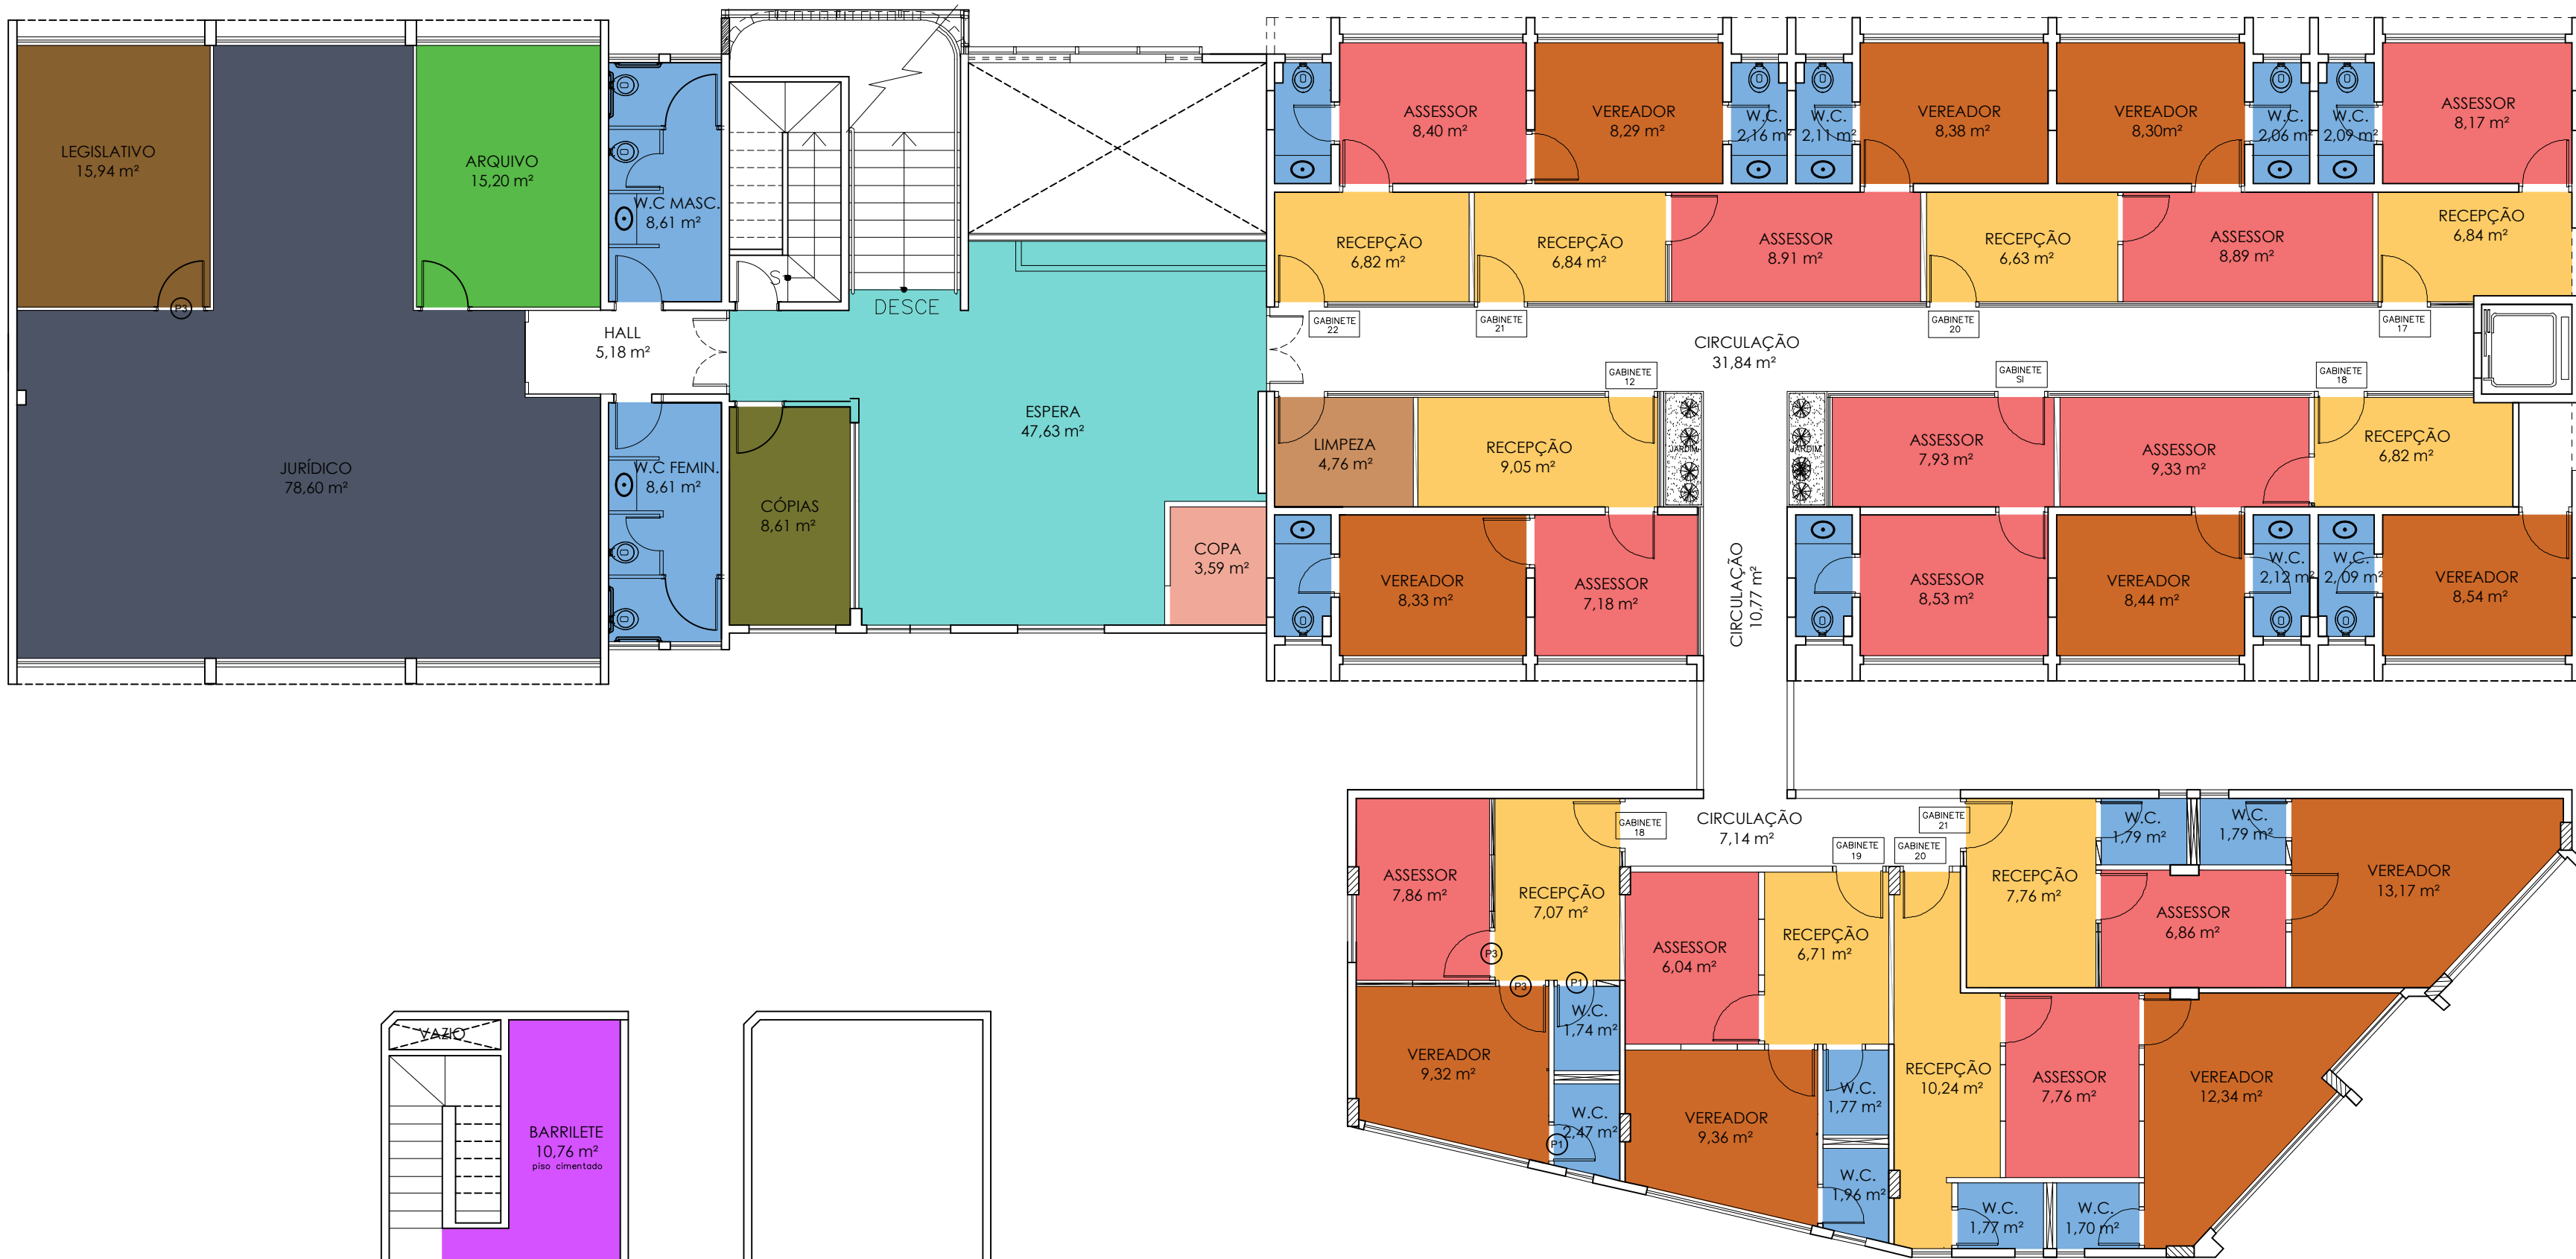 LEGISLATIVO
15,94 m²
ARQUIVO
15,20 m²
P3
JURÍDICO
78,60 m²
W.C MASC.
8,61 m²
HALL
5,18 m²
W.C FEMIN.
8,61 m²
DESCE
ESPERA
47,63 m²
CÓPIAS
8,61 m²
COPA
3,59 m²
ASSESSOR
8,40 m²
VEREADOR
8,29 m²
W.C.
2,16 m²
W.C.
2,11 m²
VEREADOR
8,38 m²
VEREADOR
8,30m²
W.C.
2,06 m²
W.C.
2,09 m²
ASSESSOR
8,17 m²
RECEPÇÃO
6,82 m²
RECEPÇÃO
6,84 m²
ASSESSOR
8.91 m²
RECEPÇÃO
6,63 m²
ASSESSOR
8,89 m²
RECEPÇÃO
6,84 m²
GABINETE
22
GABINETE
21
GABINETE
20
GABINETE
17
CIRCULAÇÃO
31,84 m²
GABINETE
12
GABINETE
SI
GABINETE
18
LIMPEZA
4,76 m²
RECEPÇÃO
9,05 m²
JARDIM
JARDIM
ASSESSOR
7,93 m²
ASSESSOR
9,33 m²
RECEPÇÃO
6,82 m²
VEREADOR
8,33 m²
ASSESSOR
7,18 m²
CIRCULAÇÃO
10,77 m²
ASSESSOR
8,53 m²
VEREADOR
8,44 m²
W.C.
2,12 m²
W.C.
2,09 m²
VEREADOR
8,54 m²
GABINETE
18
CIRCULAÇÃO
7,14 m²
GABINETE
19
GABINETE
20
GABINETE
21
W.C.
1,79 m²
W.C.
1,79 m²
ASSESSOR
7,86 m²
RECEPÇÃO
7,07 m²
RECEPÇÃO
7,76 m²
VEREADOR
13,17 m²
ASSESSOR
6,86 m²
ASSESSOR
6,04 m²
RECEPÇÃO
6,71 m²
P3
P3
P1
W.C.
1,74 m²
VEREADOR
9,32 m²
RECEPÇÃO
10,24 m²
ASSESSOR
7,76 m²
VEREADOR
12,34 m²
W.C.
1,77 m²
W.C.
2,47 m²
P1
VEREADOR
9,36 m²
W.C.
1,96 m²
W.C.
1,77 m²
W.C.
1,70 m²
VAZIO
BARRILETE
10,76 m²
piso cimentado